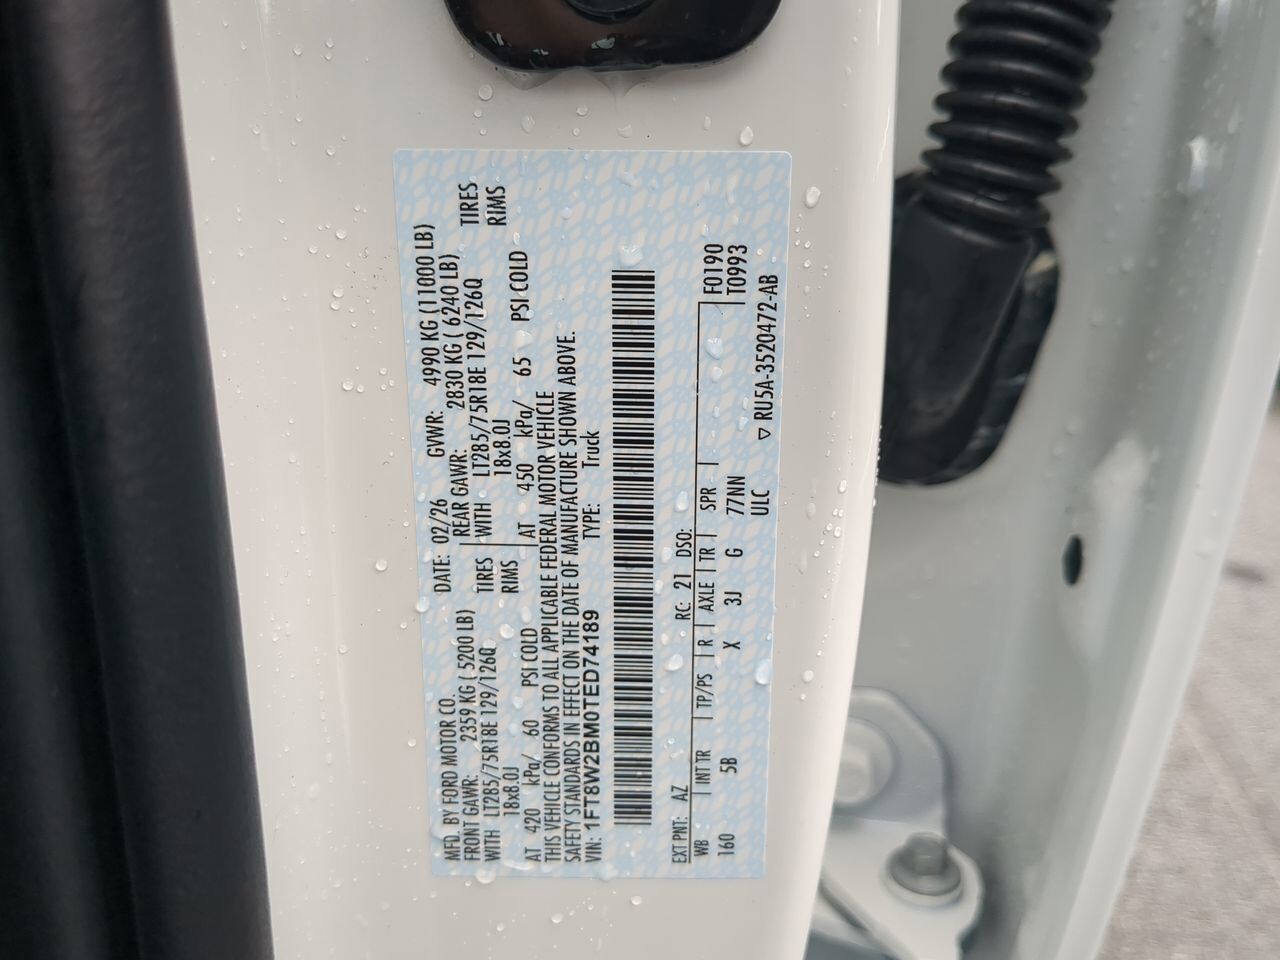 MFD. BY FORD MOTOR CO.
DATE: 02/26 GVWR: 4990 KG (11000 LB)
FRONT GAWR: 2359 KG ( 5200 LB) REAR GAWR: 2830 KG ( 6240 LB)
WITH LT285/75R18E 129/126Q TIRES WITH LT285/75R18E 129/126Q TIRES
18x8.0J RIMS 18x8.0J RIMS
AT 420 kPa/ 60 PSI COLD AT 450 kPa/ 65 PSI COLD
THIS VEHICLE CONFORMS TO ALL APPLICABLE FEDERAL MOTOR VEHICLE
SAFETY STANDARDS IN EFFECT ON THE DATE OF MANUFACTURE SHOWN ABOVE.
VIN: 1FT8W2BM0TED74189 TYPE: Truck
EXT PNT: AZ RC: 21 DSO: F0190
WB INT TR TP/PS R AXLE TR SPR T0993
160 5B X 3J G 77NN
ULC ▽ RU5A-3520472-AB